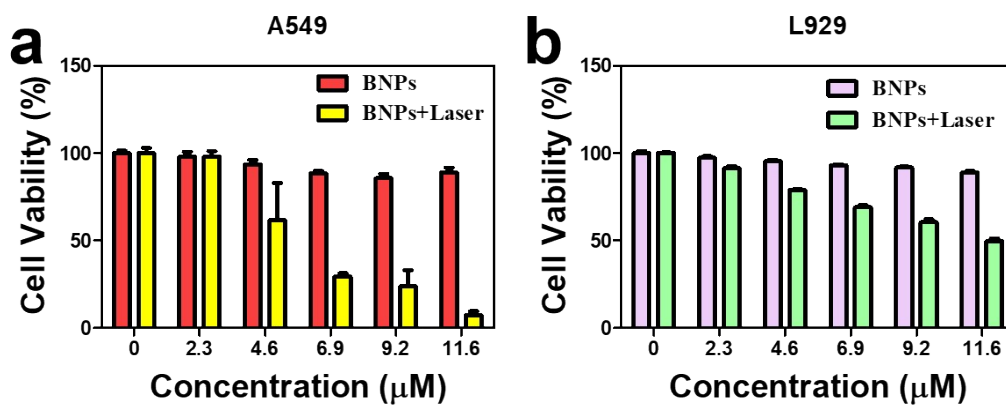 a
A549
150
100
50
0
Cell Vability (%)
BNPs
BNPs+Laser
0 2.3 4.6 6.9 9.2 11.6
Concentration (μM)
b
L929
150
100
50
0
Cell Vability (%)
BNPs
BNPs+Laser
0 2.3 4.6 6.9 9.2 11.6
Concentration (μM)